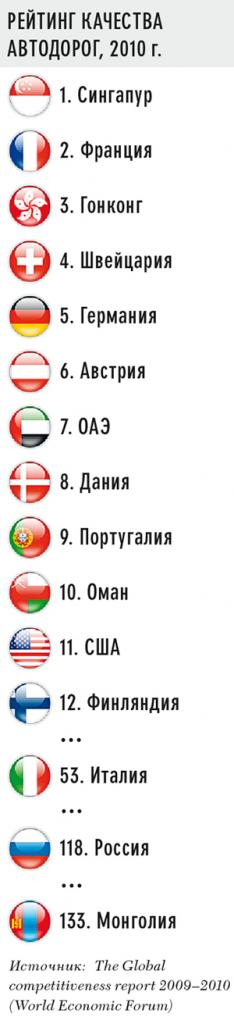 РЕЙТИНГ КАЧЕСТВА
АВТОДОРОГ, 2010 г.
1. Сингапур
2. Франция
3. Гонконг
4. Швейцария
5. Германия
6. Австрия
7. ОАЭ
8. Дания
9. Португалия
10. Оман
11. США
12. Финляндия
...
53. Италия
...
118. Россия
...
133. Монголия
Источник: The Global
competitiveness report 2009–2010
(World Economic Forum)